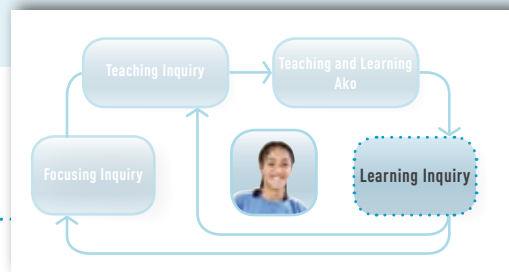 Teaching Inquiry
Teaching and Learning
Ako
Focusing Inquiry
Learning Inquiry